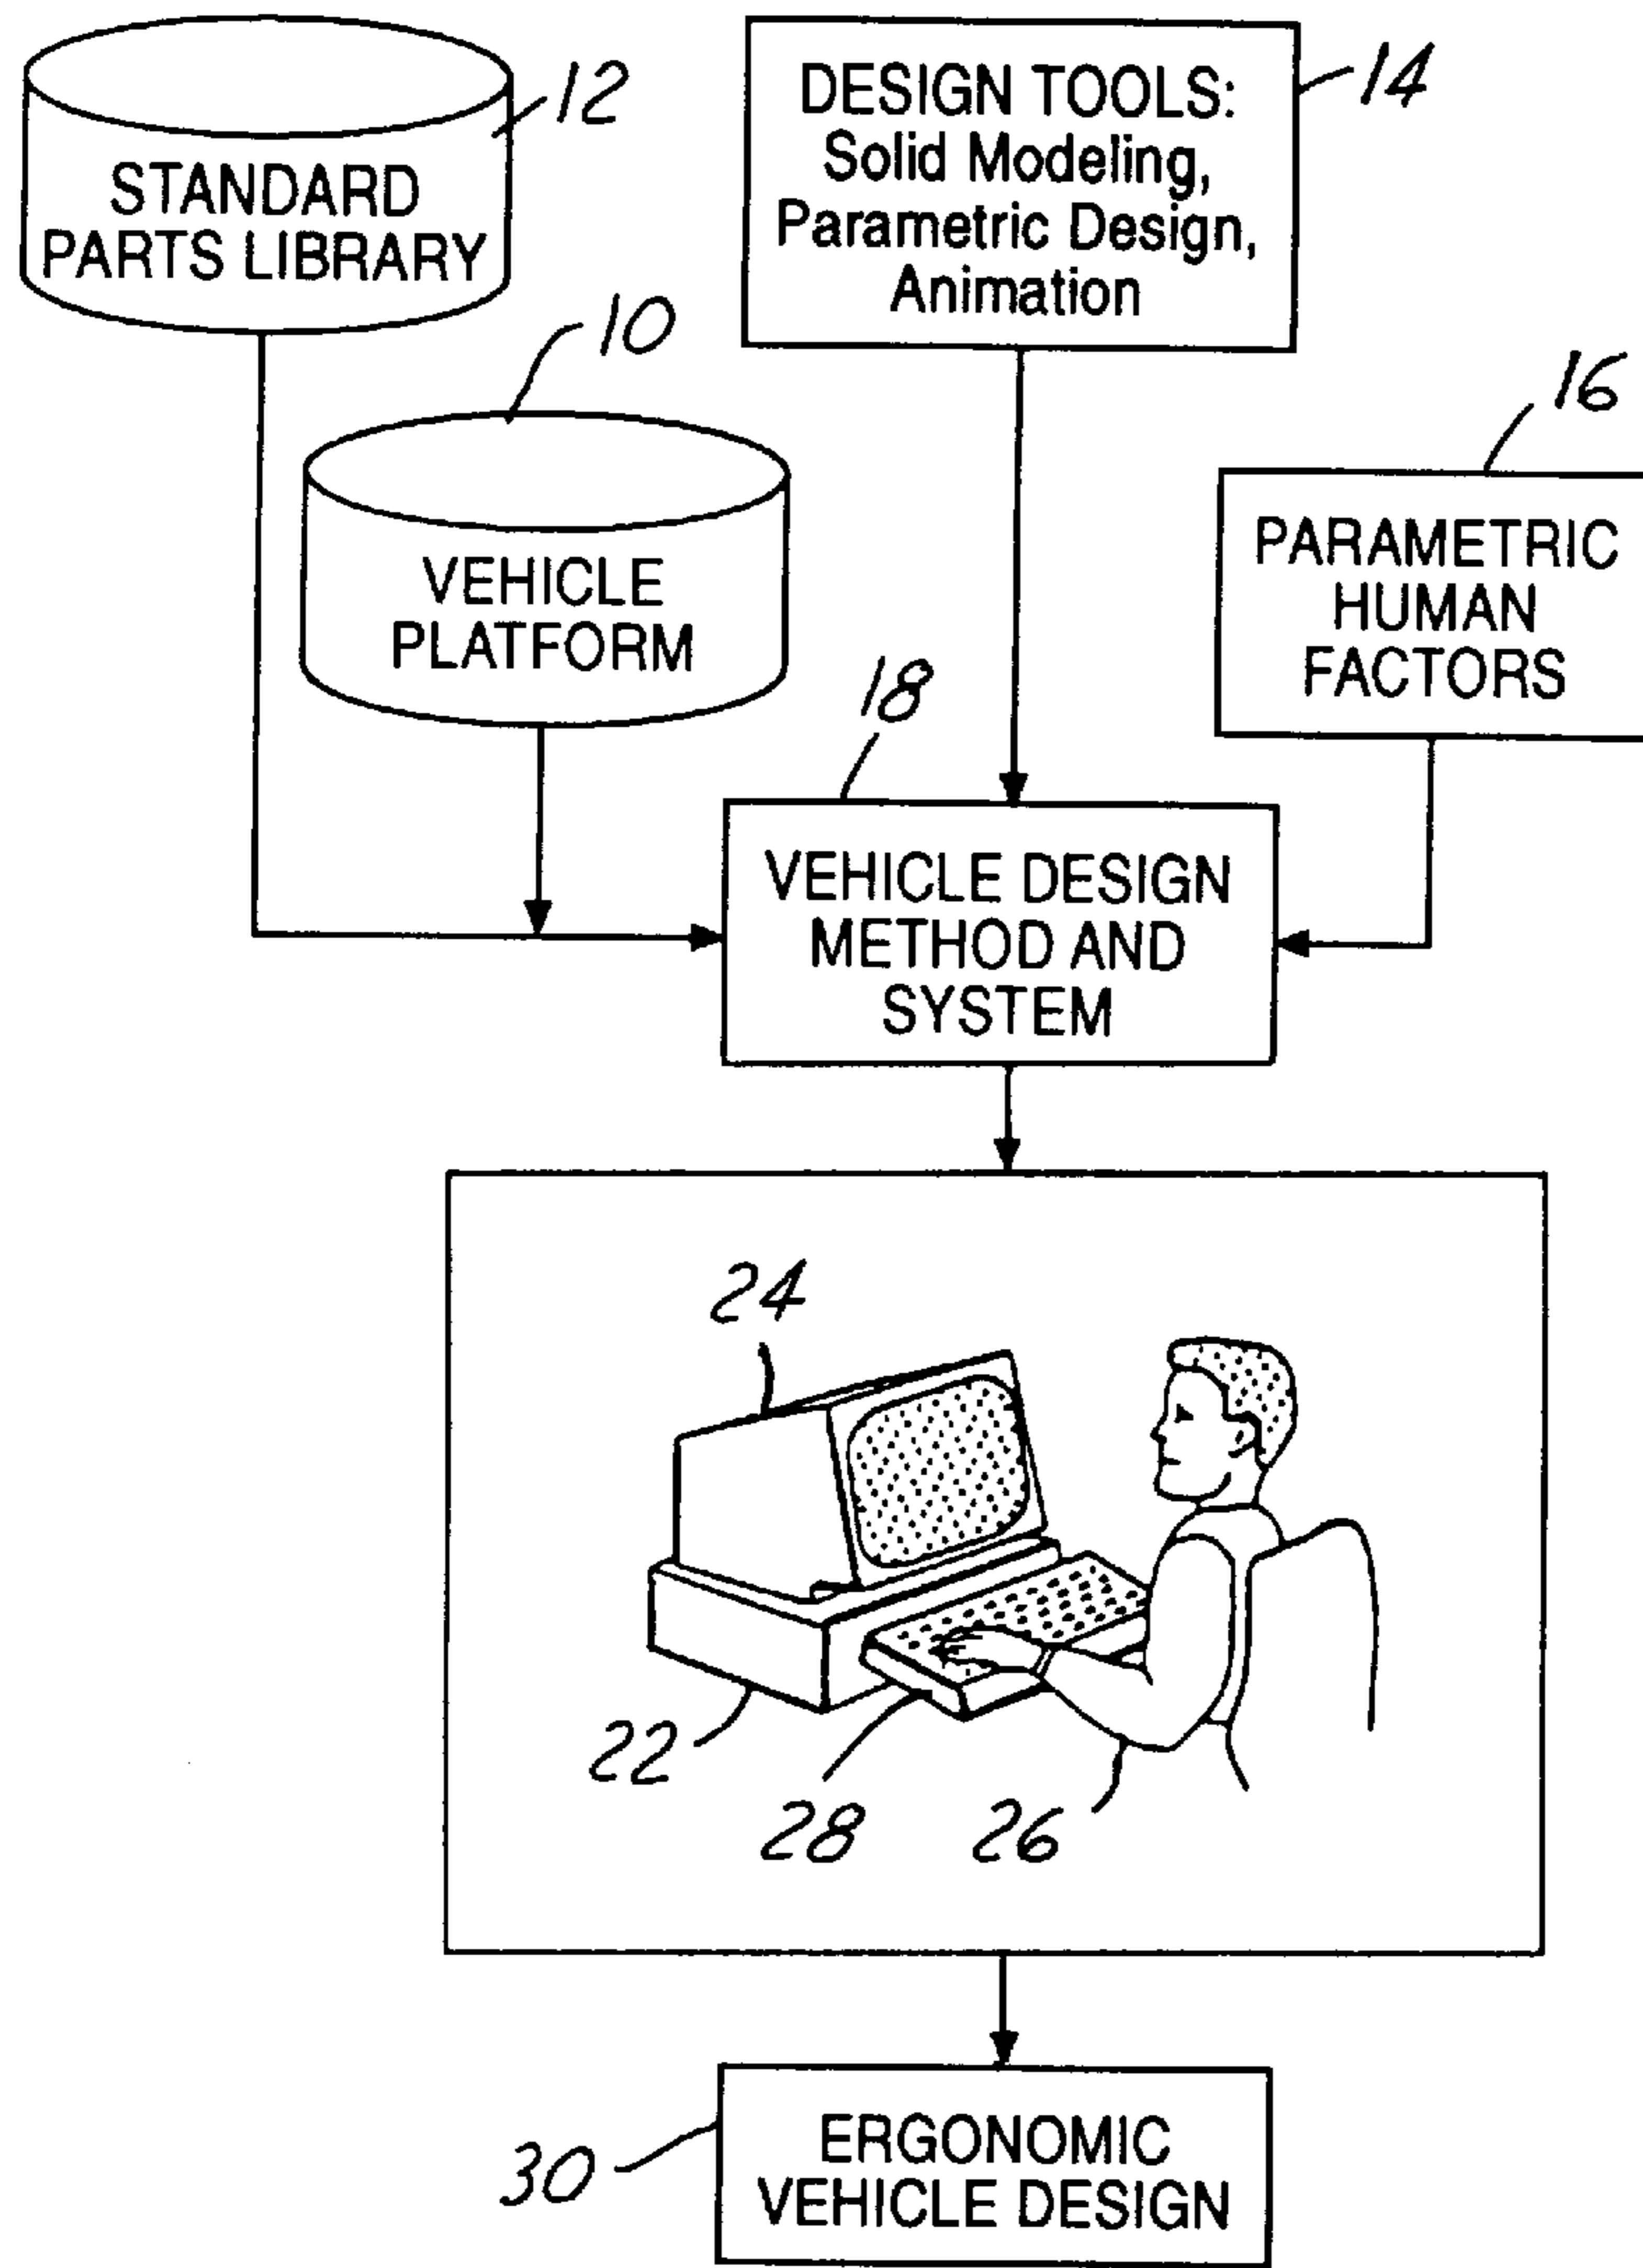 12
STANDARD
PARTS LIBRARY
14
DESIGN TOOLS:
Solid Modeling,
Parametric Design,
Animation
10
VEHICLE
PLATFORM
16
PARAMETRIC
HUMAN
FACTORS
18
VEHICLE DESIGN
METHOD AND
SYSTEM
24
22
28
26
30
ERGONOMIC
VEHICLE DESIGN